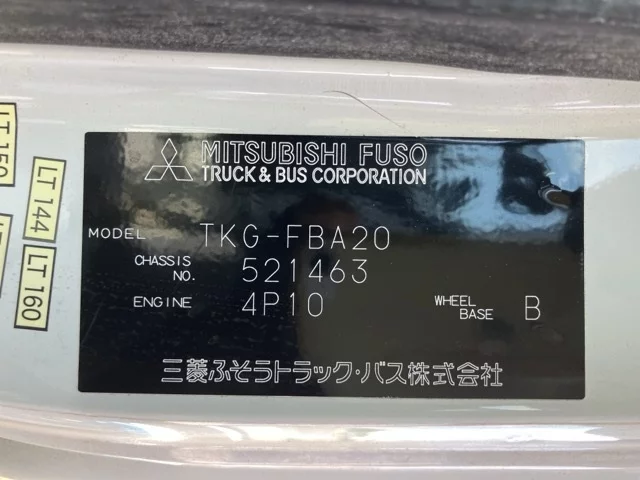 MITSUBISHI FUSO
TRUCK & BUS CORPORATION
MODEL TKG-FBA20
CHASSIS NO. 521463
ENGINE 4P10 WHEEL BASE B
三菱ふそうトラック・バス株式会社
LT 150
LT 144
LT 160